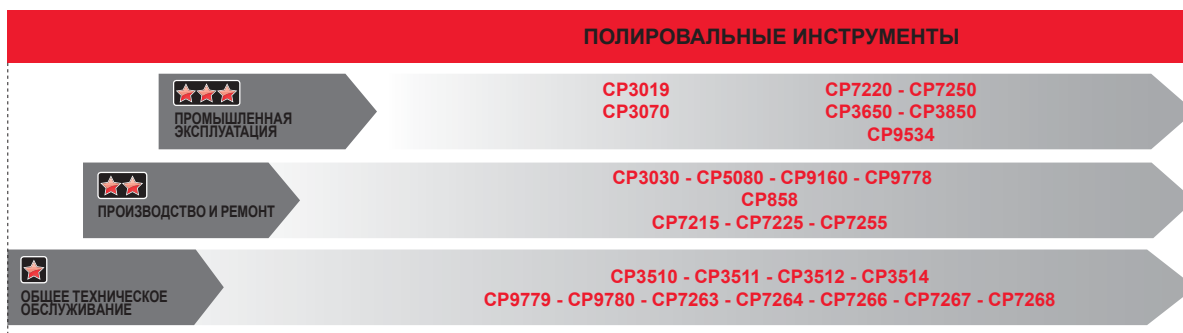 ПОЛИРОВАЛЬНЫЕ ИНСТРУМЕНТЫ
ПРОМЫШЛЕННАЯ
ЭКСПЛУАТАЦИЯ
CP3019
CP3070
CP7220 - CP7250
CP3650 - CP3850
CP9534
ПРОИЗВОДСТВО И РЕМОНТ
CP3030 - CP5080 - CP9160 - CP9778
CP858
CP7215 - CP7225 - CP7255
ОБЩЕЕ ТЕХНИЧЕСКОЕ
ОБСЛУЖИВАНИЕ
CP3510 - CP3511 - CP3512 - CP3514
CP9779 - CP9780 - CP7263 - CP7264 - CP7266 - CP7267 - CP7268